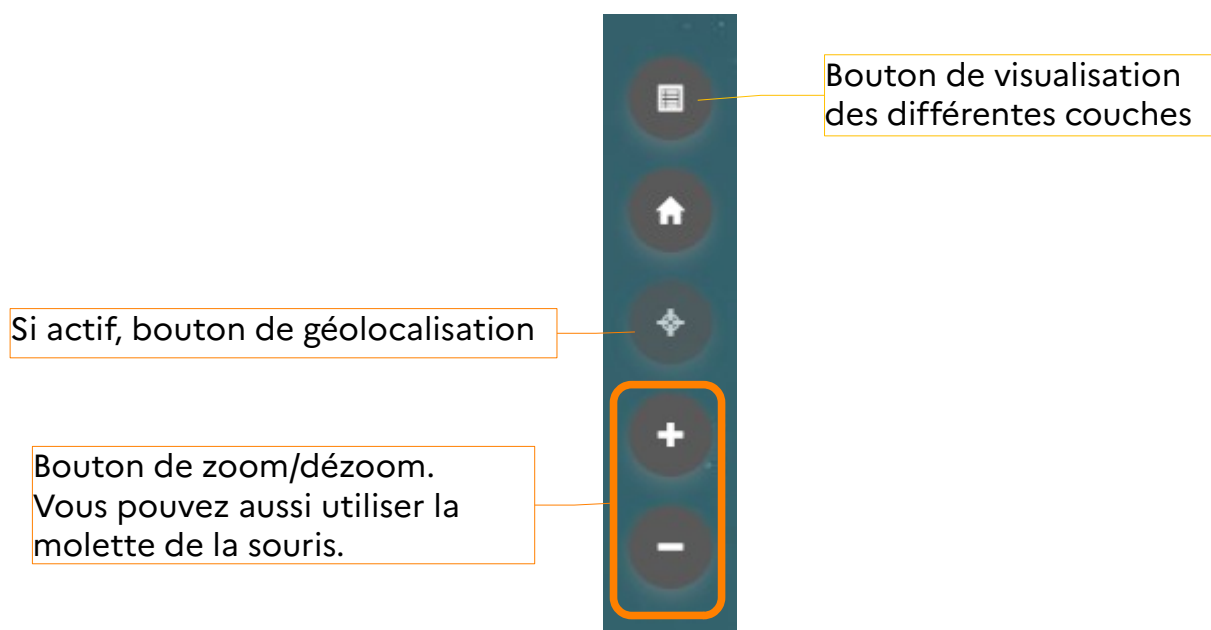 Bouton de visualisation
des différentes couches
Si actif, bouton de géolocalisation
Bouton de zoom/dézoom.
Vous pouvez aussi utiliser la
molette de la souris.